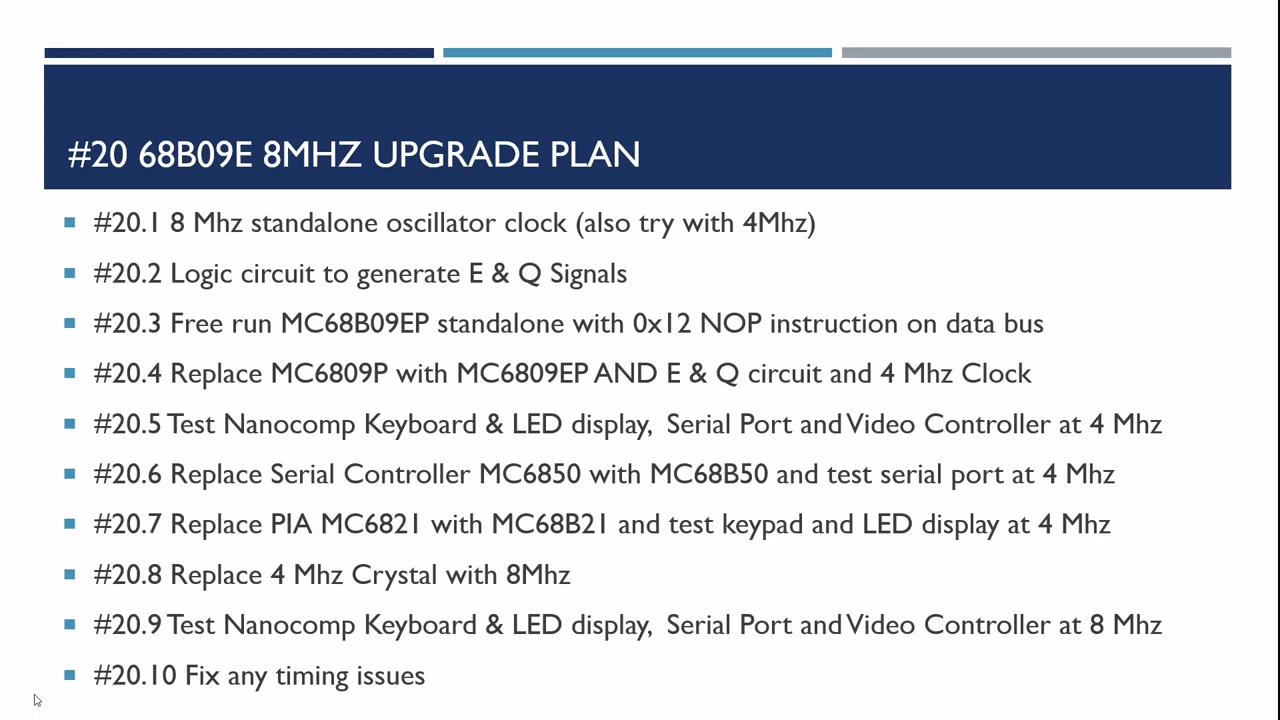 #20 68B09E 8MHZ UPGRADE PLAN
#20.1 8 Mhz standalone oscillator clock (also try with 4Mhz)
#20.2 Logic circuit to generate E & Q Signals
#20.3 Free run MC68B09EP standalone with 0x12 NOP instruction on data bus
#20.4 Replace MC6809P with MC6809EP AND E & Q circuit and 4 Mhz Clock
#20.5 Test Nanocomp Keyboard & LED display, Serial Port and Video Controller at 4 Mhz
#20.6 Replace Serial Controller MC6850 with MC68B50 and test serial port at 4 Mhz
#20.7 Replace PIA MC6821 with MC68B21 and test keypad and LED display at 4 Mhz
#20.8 Replace 4 Mhz Crystal with 8Mhz
#20.9 Test Nanocomp Keyboard & LED display, Serial Port and Video Controller at 8 Mhz
#20.10 Fix any timing issues